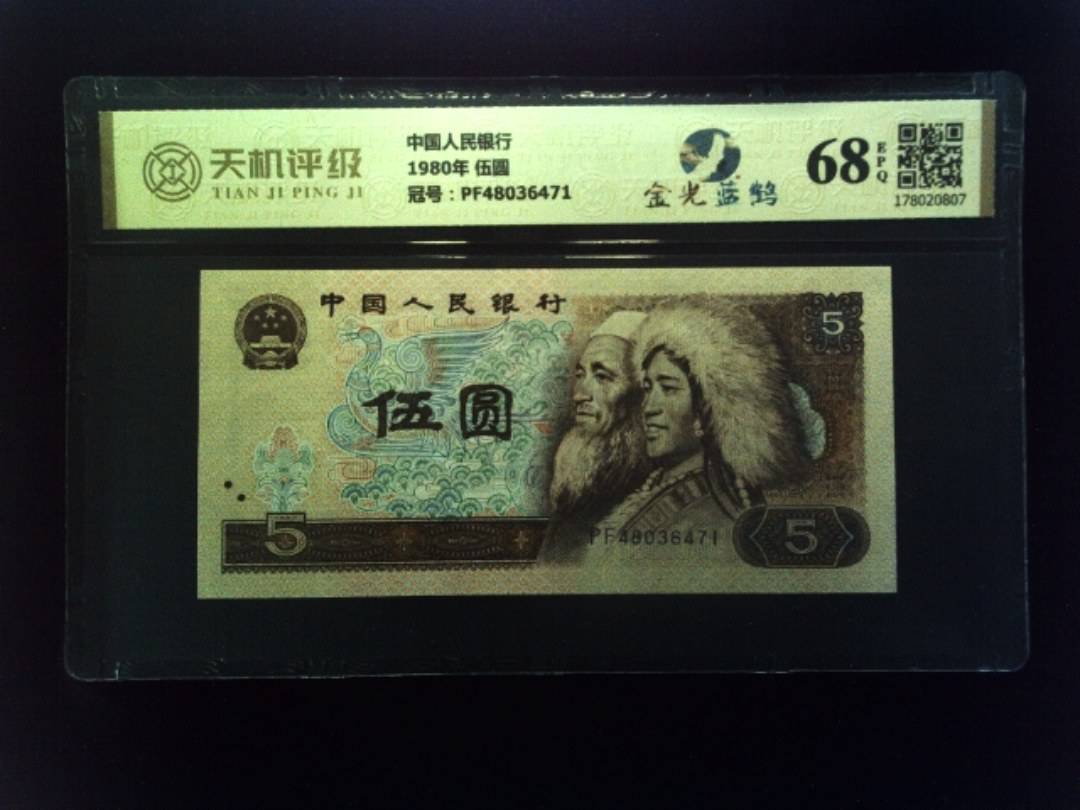 天机评级
TIAN JI PING JI
中国人民银行
1980年 伍圆
冠号：PF48036471
金光蓝鹤
68
EPQ
178020807
中国人民银行
5
伍圆
5
PF48036471
5